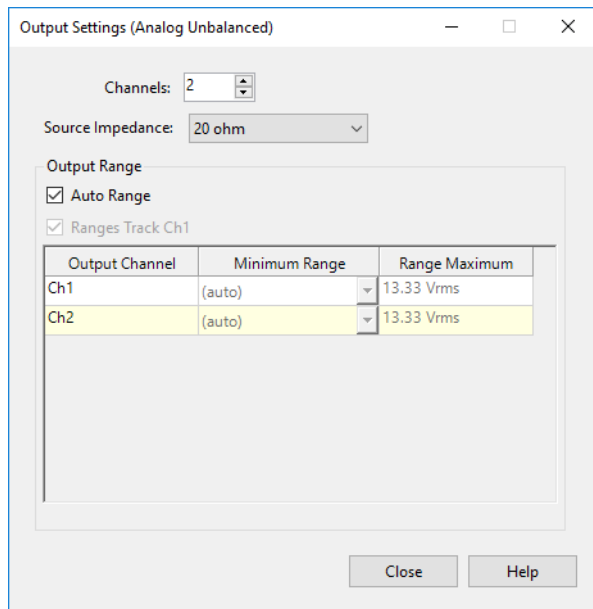 Output Settings (Analog Unbalanced)
Channels: 2
Source Impedance: 20 ohm
Output Range
Auto Range
Ranges Track Ch1
Output Channel Minimum Range Range Maximum
Ch1 (auto) 13.33 Vrms
Ch2 (auto) 13.33 Vrms
Close Help